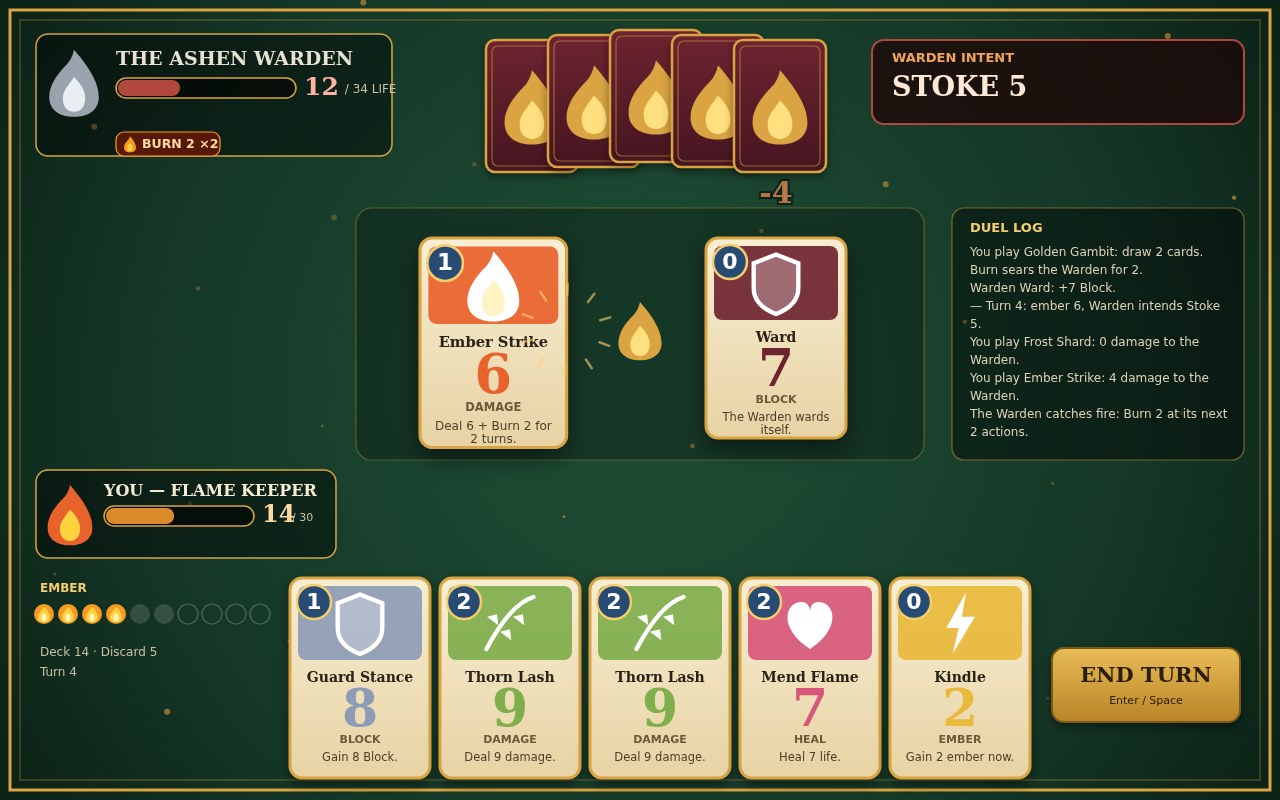 THE ASHEN WARDEN
12 / 34 LIFE
BURN 2 ×2
WARDEN INTENT
STOKE 5
-4
1
Ember Strike
6
DAMAGE
Deal 6 + Burn 2 for
2 turns.
0
Ward
7
BLOCK
The Warden wards
itself.
DUEL LOG
You play Golden Gambit: draw 2 cards.
Burn sears the Warden for 2.
Warden Ward: +7 Block.
— Turn 4: ember 6, Warden intends Stoke
5.
You play Frost Shard: 0 damage to the
Warden.
You play Ember Strike: 4 damage to the
Warden.
The Warden catches fire: Burn 2 at its next
2 actions.
YOU — FLAME KEEPER
14 / 30
EMBER
Deck 14 · Discard 5
Turn 4
1
Guard Stance
8
BLOCK
Gain 8 Block.
2
Thorn Lash
9
DAMAGE
Deal 9 damage.
2
Thorn Lash
9
DAMAGE
Deal 9 damage.
2
Mend Flame
7
HEAL
Heal 7 life.
0
Kindle
2
EMBER
Gain 2 ember now.
END TURN
Enter / Space